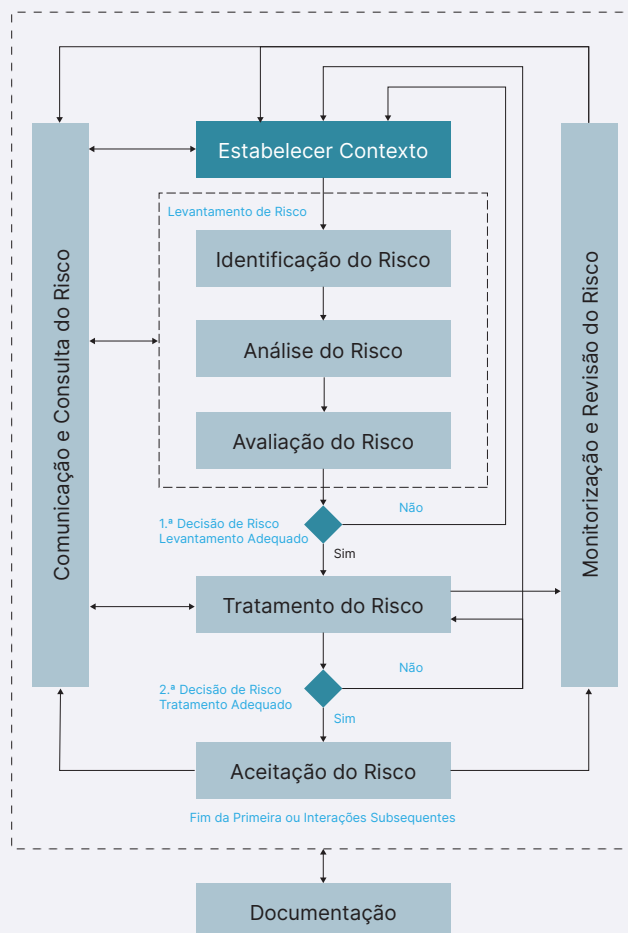 Estabelecer Contexto
Levantamento de Risco
Identificação do Risco
Análise do Risco
Avaliação do Risco
1.ª Decisão de Risco
Levantamento Adequado
Não
Sim
Tratamento do Risco
2.ª Decisão de Risco
Tratamento Adequado
Não
Sim
Aceitação do Risco
Fim da Primeira ou Interações Subsequentes
Documentação
Comunicação e Consulta do Risco
Monitorização e Revisão do Risco